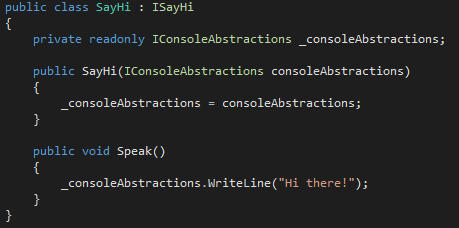 public class SayHi : ISayHi
{
    private readonly IConsoleAbstractions _consoleAbstractions;

    public SayHi(IConsoleAbstractions consoleAbstractions)
    {
        _consoleAbstractions = consoleAbstractions;
    }

    public void Speak()
    {
        _consoleAbstractions.WriteLine("Hi there!");
    }
}